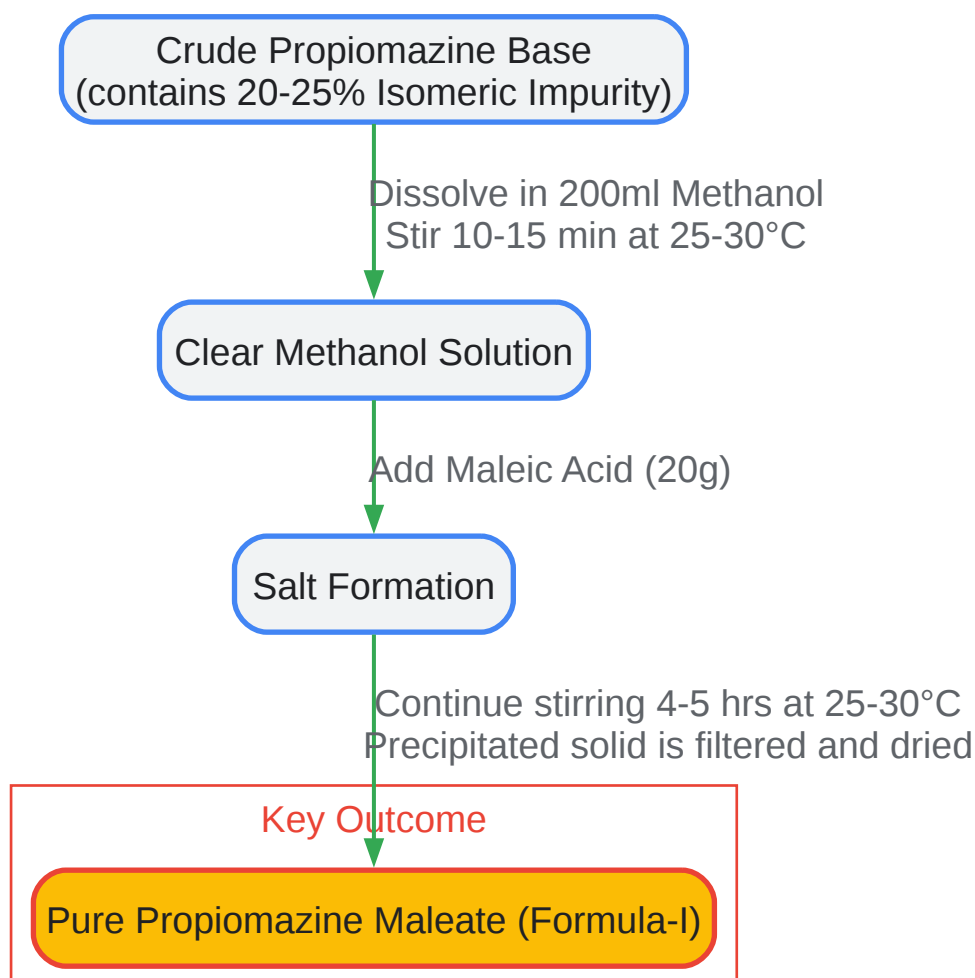 Crude Propiomazine Base
(contains 20-25% Isomeric Impurity)
Dissolve in 200ml Methanol
Stir 10-15 min at 25-30°C
Clear Methanol Solution
Add Maleic Acid (20g)
Salt Formation
Continue stirring 4-5 hrs at 25-30°C
Precipitated solid is filtered and dried
Key Outcome
Pure Propiomazine Maleate (Formula-I)